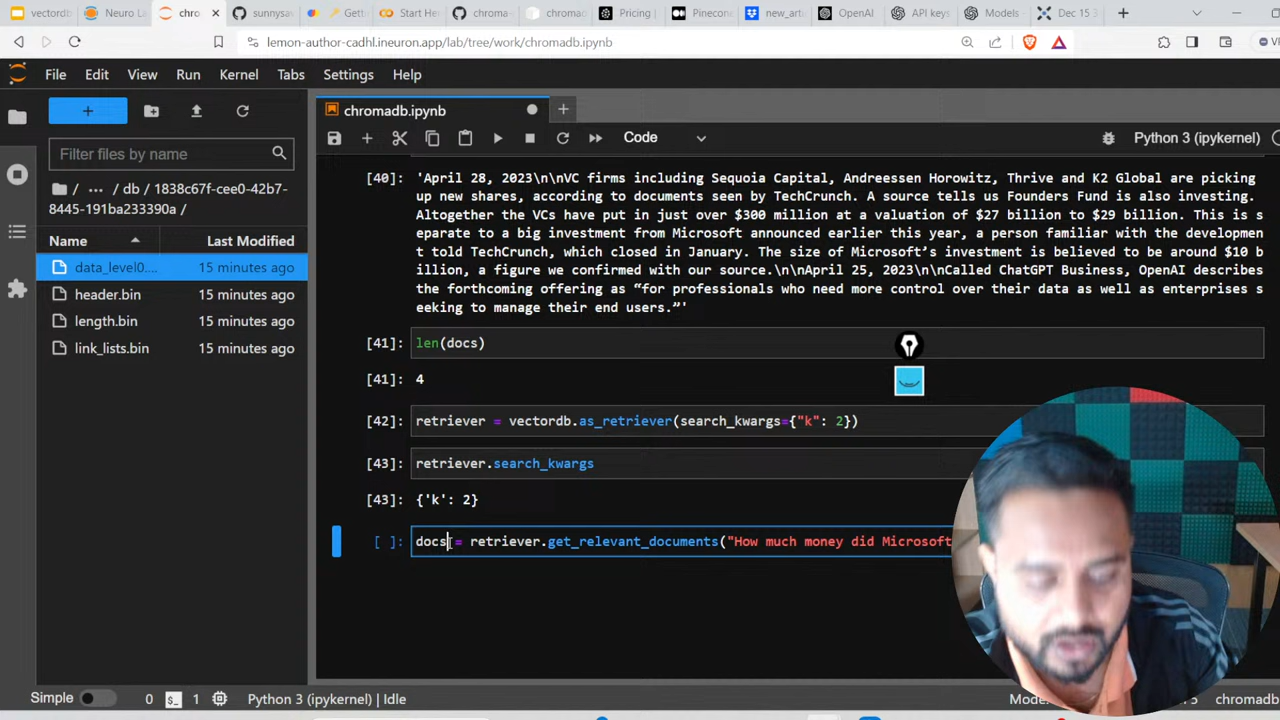 vectordb
Neuro La
chro
sunnysav
Getti
Start He
chroma-
chromad
Pricing
Pinecon
new_arti
OpenAI
API keys
Models -
Dec 15 3
lemon-author-cadhl.ineuron.app/lab/tree/work/chromadb.ipynb
File Edit View Run Kernel Tabs Settings Help
chromadb.ipynb
Code
Python 3 (ipykernel)
Filter files by name
/ ... / db / 1838c67f-cee0-42b7-
8445-191ba233390a /
Name Last Modified
data_level0.... 15 minutes ago
header.bin 15 minutes ago
length.bin 15 minutes ago
link_lists.bin 15 minutes ago
[40]: 'April 28, 2023\n\nVC firms including Sequoia Capital, Andreessen Horowitz, Thrive and K2 Global are picking
up new shares, according to documents seen by TechCrunch. A source tells us Founders Fund is also investing.
Altogether the VCs have put in just over $300 million at a valuation of $27 billion to $29 billion. This is s
eparate to a big investment from Microsoft announced earlier this year, a person familiar with the developmen
t told TechCrunch, which closed in January. The size of Microsoft’s investment is believed to be around $10 b
illion, a figure we confirmed with our source.\n\nApril 25, 2023\n\nCalled ChatGPT Business, OpenAI describes
the forthcoming offering as “for professionals who need more control over their data as well as enterprises s
eeking to manage their end users.”'
[41]: len(docs)
[41]: 4
[42]: retriever = vectordb.as_retriever(search_kwargs={"k": 2})
[43]: retriever.search_kwargs
[43]: {'k': 2}
[ ]: docs = retriever.get_relevant_documents("How much money did Microsoft
Simple 0 1 Python 3 (ipykernel) | Idle
chromadb